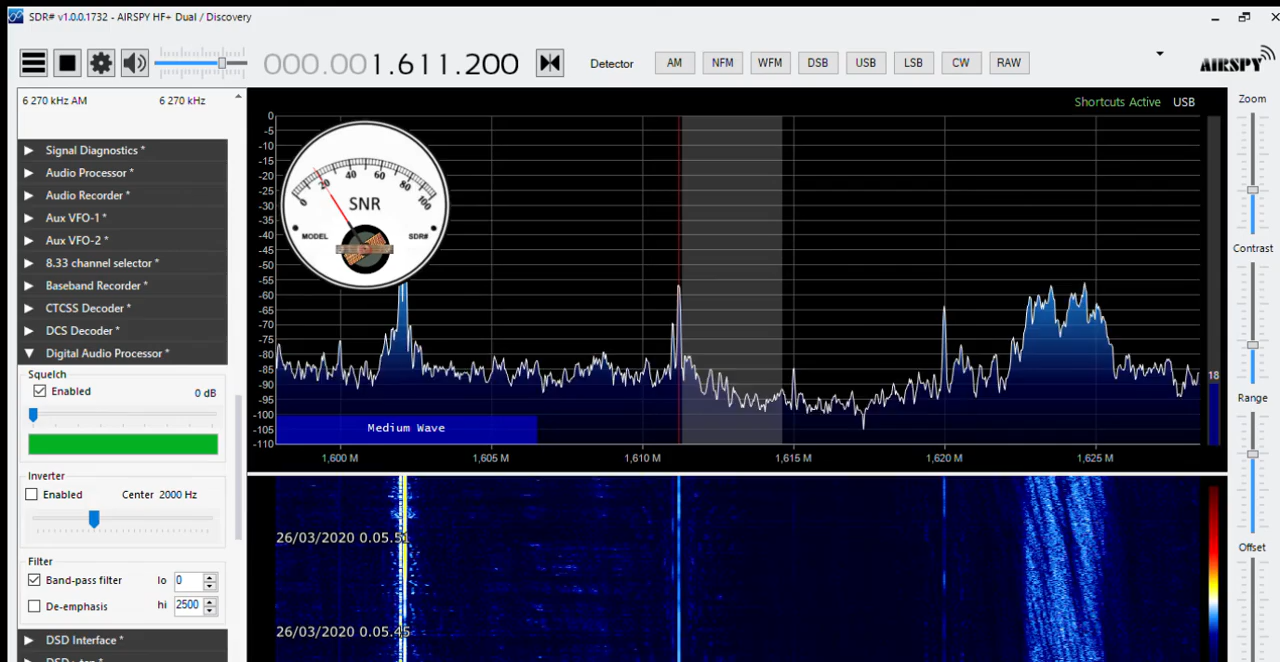 SDR# v1.0.0.1732 - AIRSPY HF+ Dual / Discovery
000.001.611.200
Detector
AM NFM WFM DSB USB LSB CW RAW
AIRSPY
6 270 kHz AM 6 270 kHz
Signal Diagnostics *
Audio Processor *
Audio Recorder *
Aux VFO-1 *
Aux VFO-2 *
8.33 channel selector *
Baseband Recorder *
CTCSS Decoder *
DCS Decoder *
Digital Audio Processor *
Squelch
Enabled 0 dB
Inverter
Enabled Center 2000 Hz
Filter
Band-pass filter lo 0
De-emphasis hi 2500
DSD Interface *
Shortcuts Active USB
0
-5
-10
-15
-20
-25
-30
-35
-40
-45
-50
-55
-60
-65
-70
-75
-80
-85
-90
-95
-100
-105
-110
0 20 40 60 80 100
SNR
MODEL SDR#
Medium Wave
1,600 M 1,605 M 1,610 M 1,615 M 1,620 M 1,625 M
18
26/03/2020 0.05.51
26/03/2020 0.05.45
Zoom
Contrast
Range
Offset